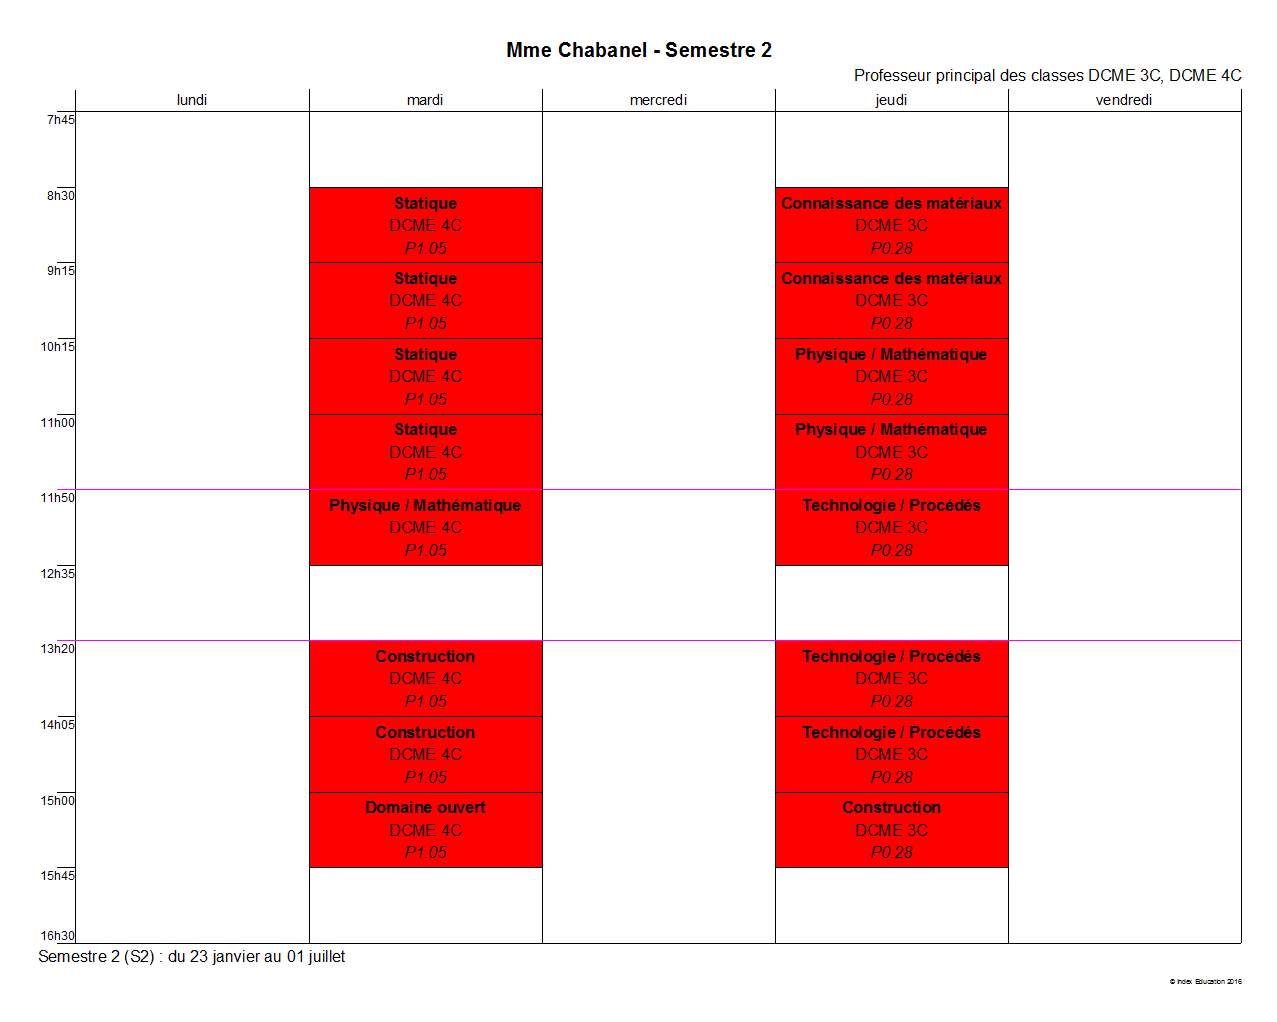 Mme Chabanel - Semestre 2
Professeur principal des classes DCME 3C, DCME 4C
lundi mardi mercredi jeudi vendredi
7h45
8h30
Statique Connaissance des matériaux
DCME 4C DCME 3C
P1.05 P0.28
9h15
Statique Connaissance des matériaux
DCME 4C DCME 3C
P1.05 P0.28
10h15
Statique Physique / Mathématique
DCME 4C DCME 3C
P1.05 P0.28
11h00
Statique Physique / Mathématique
DCME 4C DCME 3C
P1.05 P0.28
11h50
Physique / Mathématique Technologie / Procédés
DCME 4C DCME 3C
P1.05 P0.28
12h35
13h20
Construction Technologie / Procédés
DCME 4C DCME 3C
P1.05 P0.28
14h05
Construction Technologie / Procédés
DCME 4C DCME 3C
P1.05 P0.28
15h00
Domaine ouvert Construction
DCME 4C DCME 3C
P1.05 P0.28
15h45
16h30
Semestre 2 (S2) : du 23 janvier au 01 juillet
© Index Education 2016